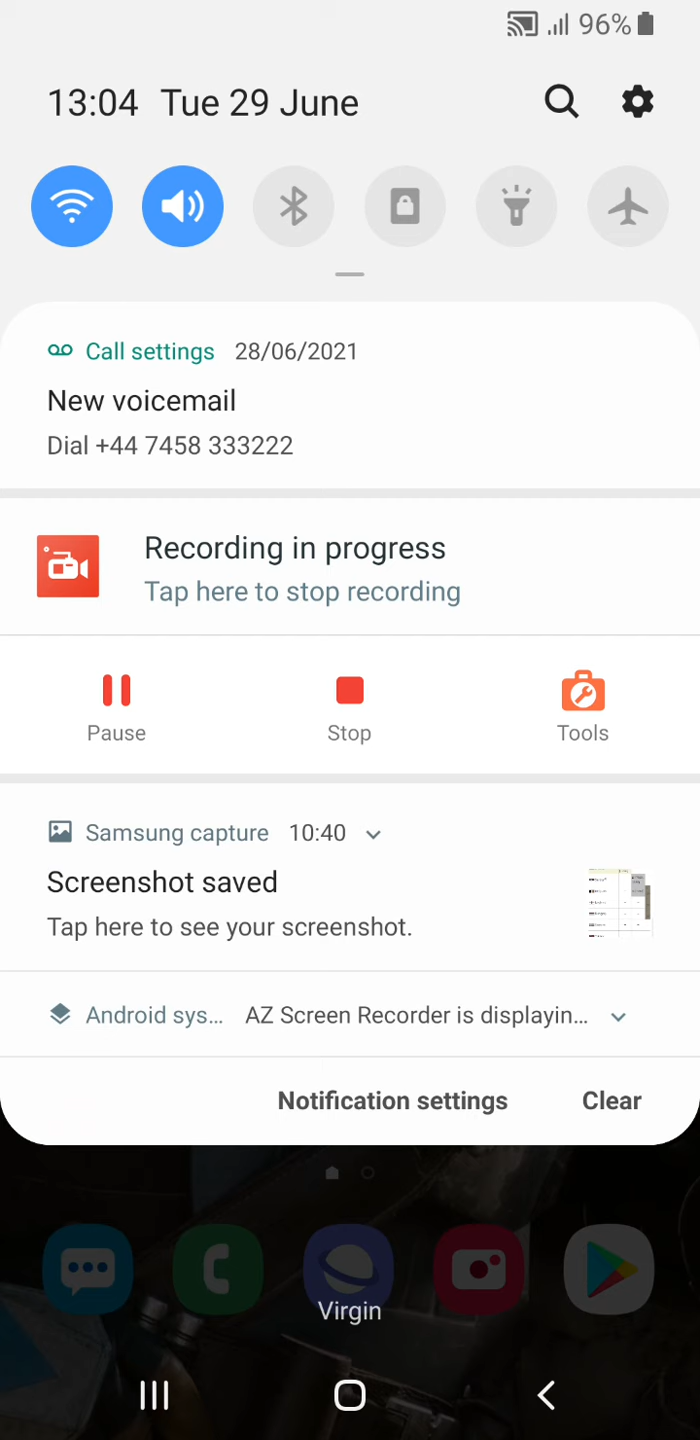 96%
13:04 Tue 29 June
Call settings 28/06/2021
New voicemail
Dial +44 7458 333222
Recording in progress
Tap here to stop recording
Pause Stop Tools
Samsung capture 10:40
Screenshot saved
Tap here to see your screenshot.
Android sys... AZ Screen Recorder is displayin...
Notification settings Clear
Virgin